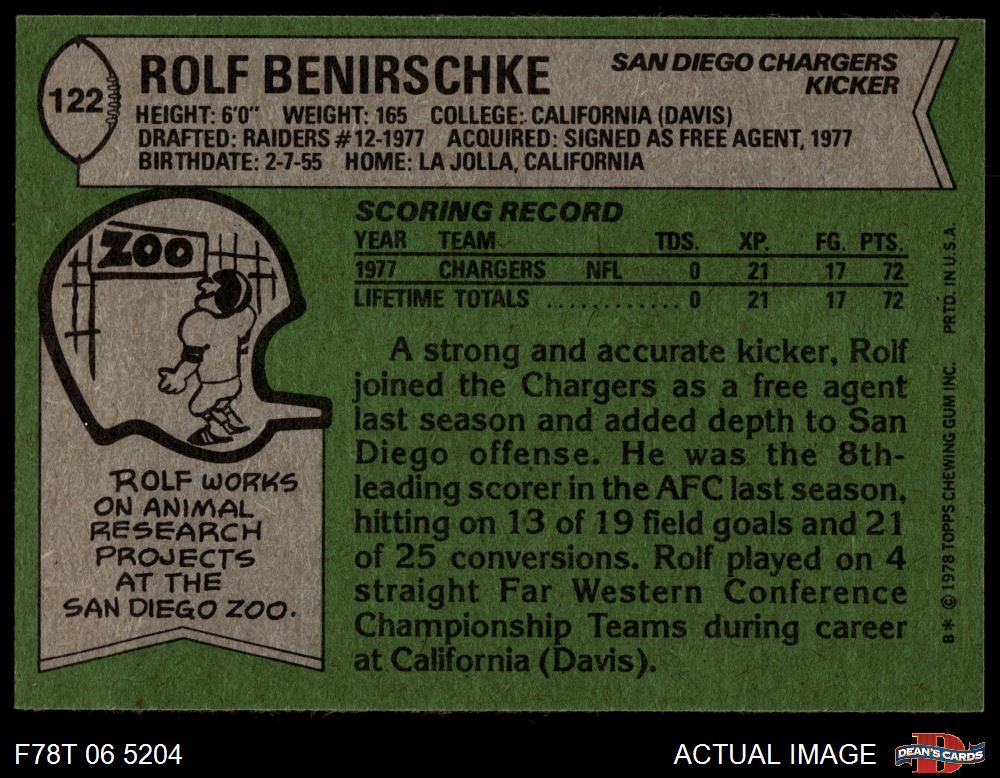 122
ROLF BENIRSCHKE
SAN DIEGO CHARGERS
KICKER
HEIGHT: 6'0" WEIGHT: 165 COLLEGE: CALIFORNIA (DAVIS)
DRAFTED: RAIDERS #12-1977 ACQUIRED: SIGNED AS FREE AGENT, 1977
BIRTHDATE: 2-7-55 HOME: LA JOLLA, CALIFORNIA
ZOO
ROLF WORKS
ON ANIMAL
RESEARCH
PROJECTS
AT THE
SAN DIEGO ZOO.
SCORING RECORD
YEAR TEAM TDS. XP. FG. PTS.
1977 CHARGERS NFL 0 21 17 72
LIFETIME TOTALS ............ 0 21 17 72
A strong and accurate kicker, Rolf
joined the Chargers as a free agent
last season and added depth to San
Diego offense. He was the 8th-
leading scorer in the AFC last season,
hitting on 13 of 19 field goals and 21
of 25 conversions. Rolf played on 4
straight Far Western Conference
Championship Teams during career
at California (Davis).
B* © 1978 TOPPS CHEWING GUM INC. PRTD. IN U.S.A.
F78T 06 5204
ACTUAL IMAGE
D
DEAN'S CARDS